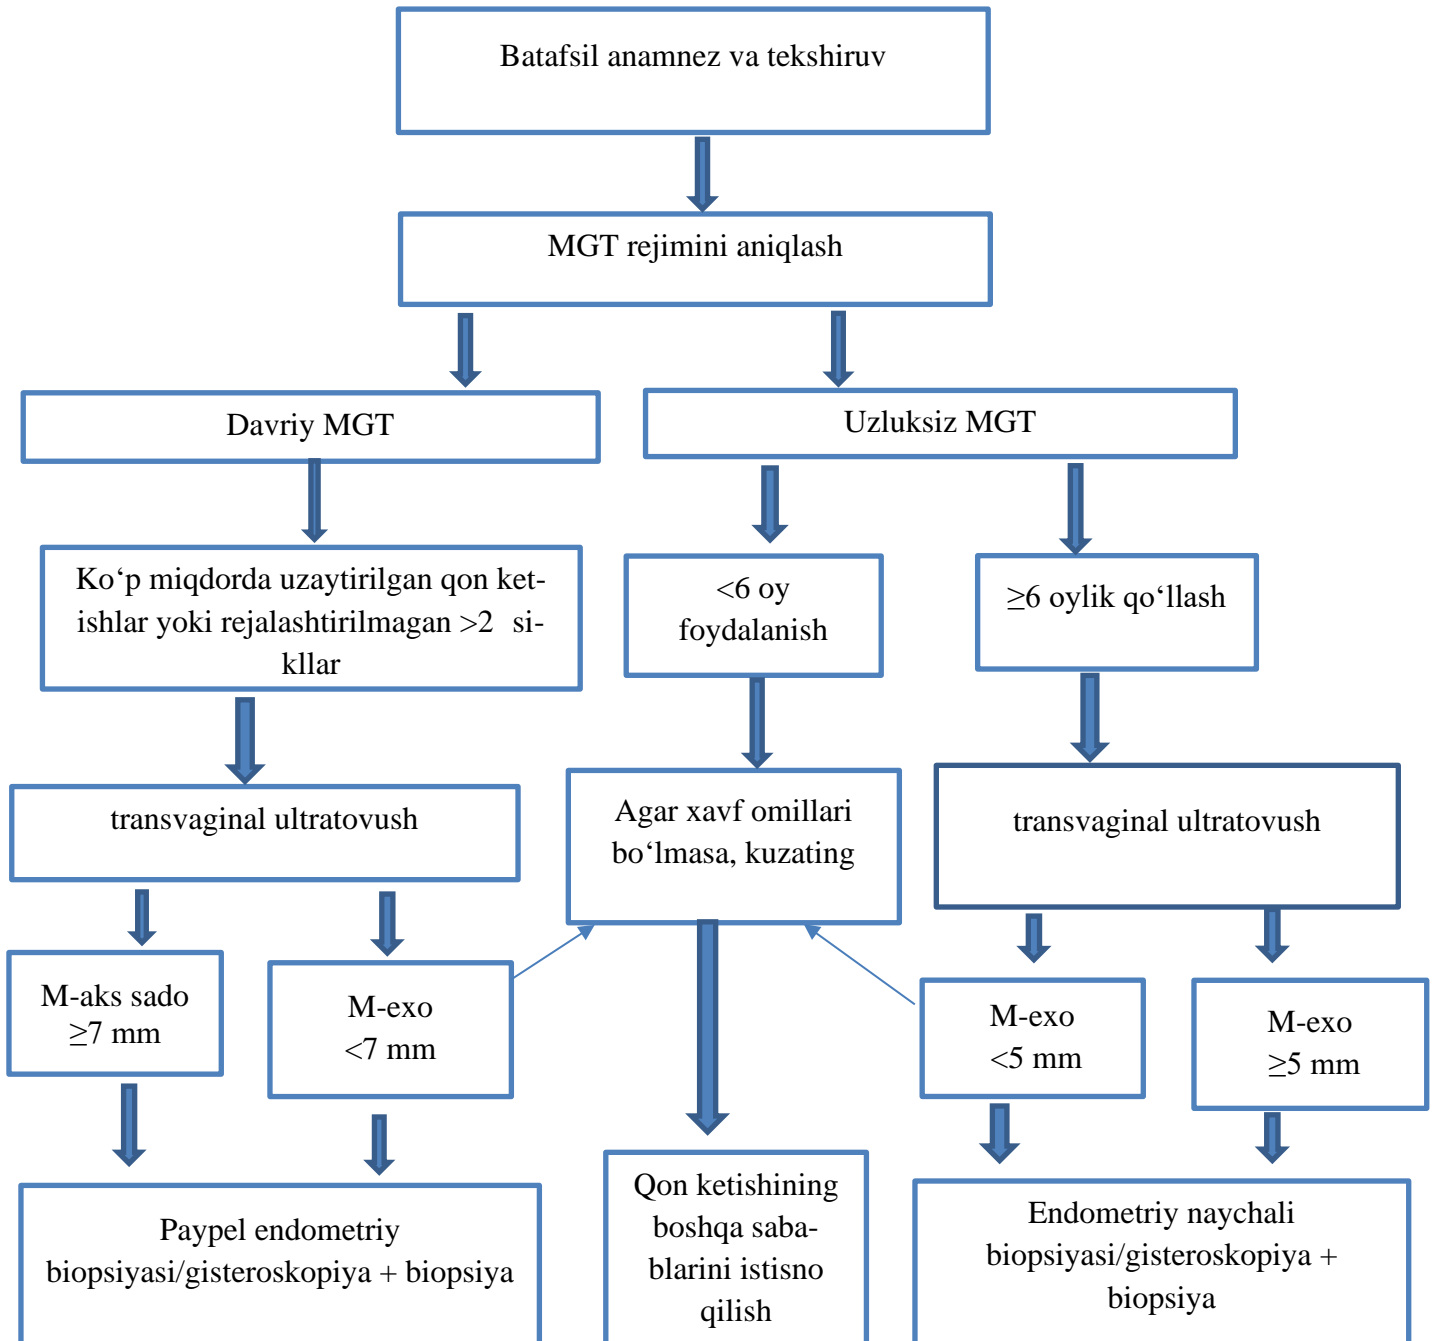 Batafsil anamnez va tekshiruv
MGT rejimini aniqlash
Davriy MGT
Uzluksiz MGT
Ko‘p miqdorda uzaytirilgan qon ket-
ishlar yoki rejalashtirilmagan >2 si-
kllar
<6 oy
foydalanish
≥6 oylik qo‘llash
transvaginal ultratovush
Agar xavf omillari
bo‘lmasa, kuzating
transvaginal ultratovush
M-aks sado
≥7 mm
M-exo
<7 mm
M-exo
<5 mm
M-exo
≥5 mm
Paypel endometriy
biopsiyasi/gisteroskopiya + biopsiya
Qon ketishining
boshqa saba-
blarini istisno
qilish
Endometriy naychali
biopsiyasi/gisteroskopiya +
biopsiya